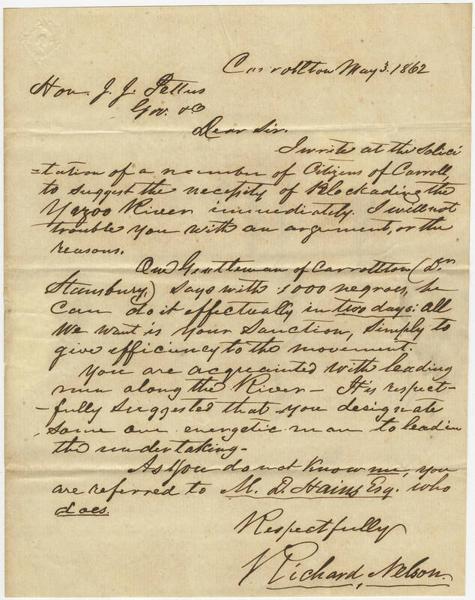 Carrollton May 3. 1862
Hon. J. J. Pettus
Gov. &c
Dear Sir.
I write at the Solici
=tation of a number of Citizens of Carroll,
to suggest the necessity of Blockading the
Yazoo River immediately. I will not
trouble you with an argument, or the
reasons.
One Gentleman of Carrollton (Dr.
Stansbury) says with 1000 negroes, he
can do it effectually in two days: all
We want is your Sanction, simply to
give efficiency to the movement.
You are acquainted with leading
men along the River — It is respect-
-fully suggested that you designate
some one energetic man to lead in
the undertaking -
As you do not know me, you
are referred to M. D. Hains Esq. who
does.
Respectfully
Richard, Nelson.